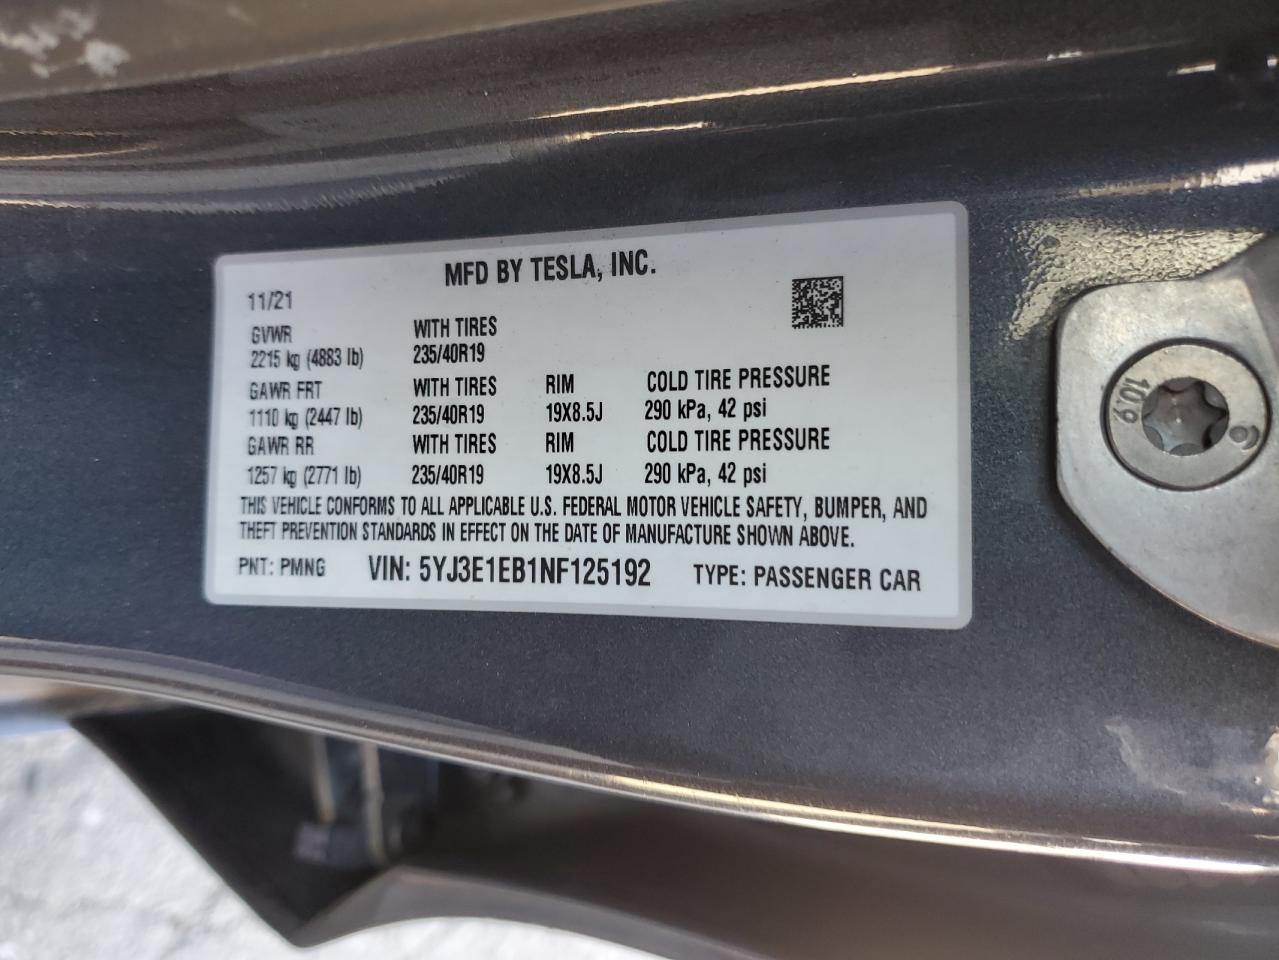 MFD BY TESLA, INC.
11/21
GVWR WITH TIRES
2215 kg (4883 lb) 235/40R19
GAWR FRT WITH TIRES RIM COLD TIRE PRESSURE
1110 kg (2447 lb) 235/40R19 19X8.5J 290 kPa, 42 psi
GAWR RR WITH TIRES RIM COLD TIRE PRESSURE
1257 kg (2771 lb) 235/40R19 19X8.5J 290 kPa, 42 psi
THIS VEHICLE CONFORMS TO ALL APPLICABLE U.S. FEDERAL MOTOR VEHICLE SAFETY, BUMPER, AND
THEFT PREVENTION STANDARDS IN EFFECT ON THE DATE OF MANUFACTURE SHOWN ABOVE.
PNT: PMNG VIN: 5YJ3E1EB1NF125192 TYPE: PASSENGER CAR
10.9